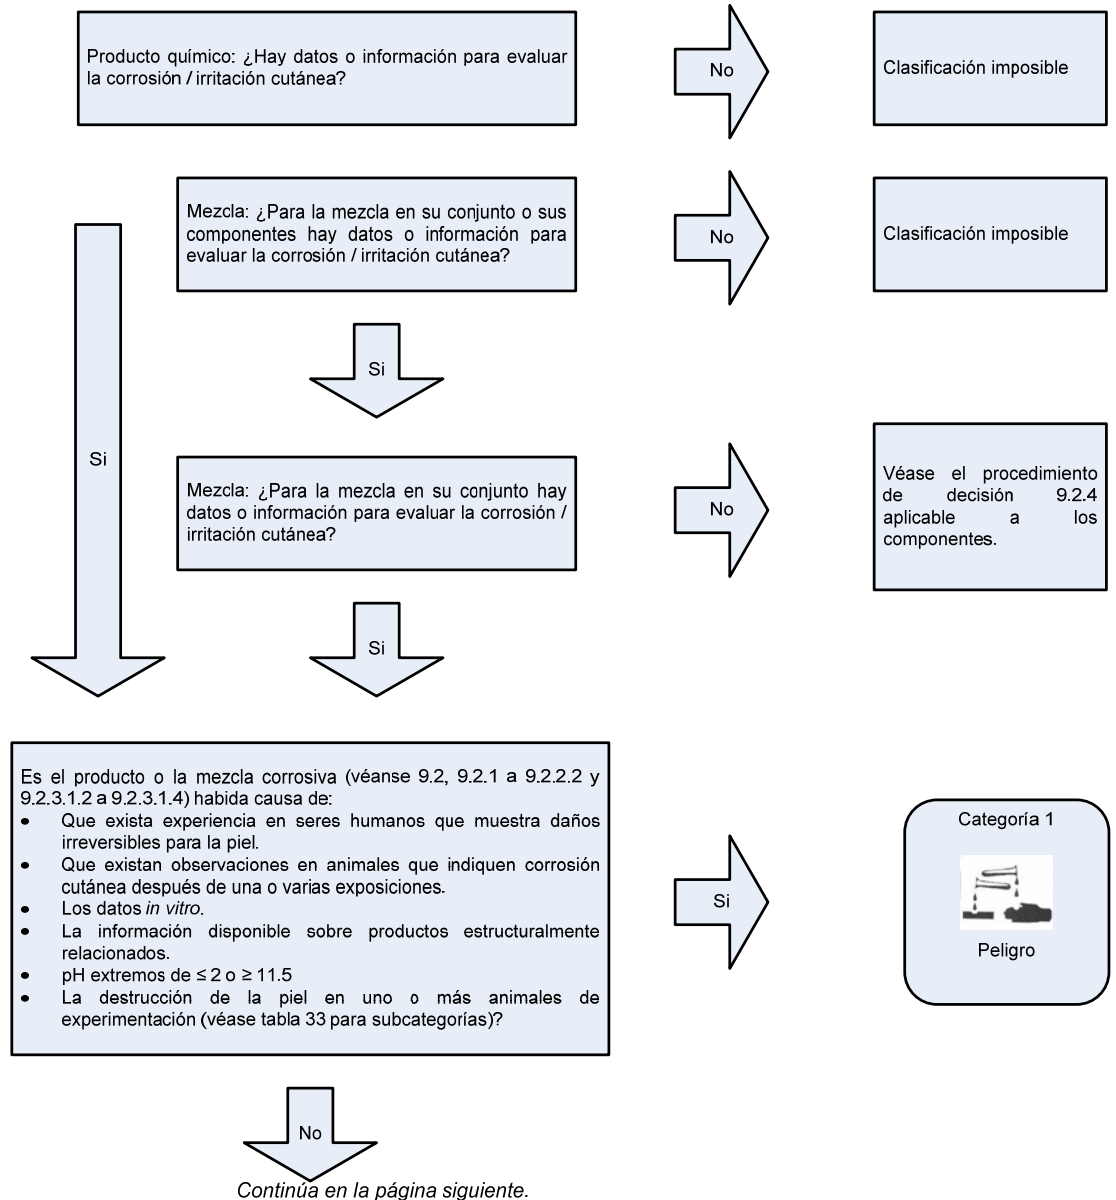 Producto químico: ¿Hay datos o información para evaluar
la corrosión / irritación cutánea?
No
Clasificación imposible
Mezcla: ¿Para la mezcla en su conjunto o sus
componentes hay datos o información para
evaluar la corrosión / irritación cutánea?
No
Clasificación imposible
Si
Si
Mezcla: ¿Para la mezcla en su conjunto hay
datos o información para evaluar la corrosión /
irritación cutánea?
No
Véase el procedimiento
de decisión 9.2.4
aplicable a los
componentes.
Si
Es el producto o la mezcla corrosiva (véanse 9.2, 9.2.1 a 9.2.2.2 y
9.2.3.1.2 a 9.2.3.1.4) habida causa de:
• Que exista experiencia en seres humanos que muestra daños
irreversibles para la piel.
• Que existan observaciones en animales que indiquen corrosión
cutánea después de una o varias exposiciones.
• Los datos in vitro.
• La información disponible sobre productos estructuralmente
relacionados.
• pH extremos de ≤ 2 o ≥ 11.5
• La destrucción de la piel en uno o más animales de
experimentación (véase tabla 33 para subcategorías)?
Si
Categoría 1
Peligro
No
Continúa en la página siguiente.